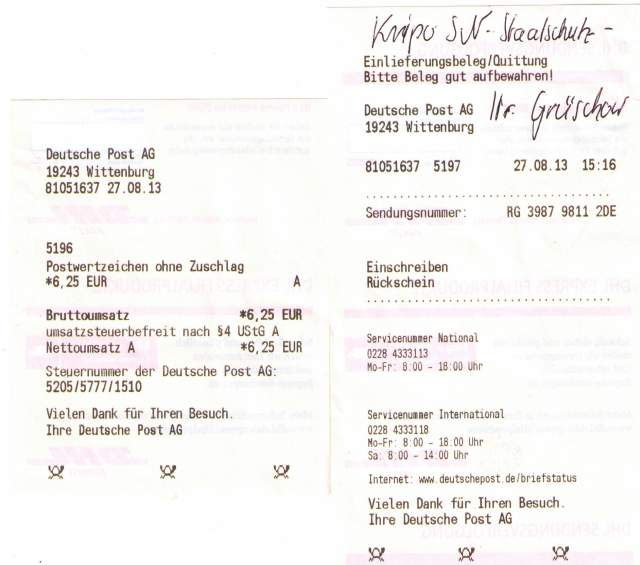 Deutsche Post AG
19243 Wittenburg
81051637 27.08.13
5196
Postwertzeichen ohne Zuschlag
*6,25 EUR A
Bruttoumsatz *6,25 EUR
umsatzsteuerbefreit nach §4 UStG A
Nettoumsatz A *6,25 EUR
Steuernummer der Deutsche Post AG:
5205/5777/1510
Vielen Dank für Ihren Besuch.
Ihre Deutsche Post AG
Kripo SN - Staatschutz -
Einlieferungsbeleg/Quittung
Bitte Beleg gut aufbewahren!
Deutsche Post AG Hr. Grüschow
19243 Wittenburg
81051637 5197 27.08.13 15:16
Sendungsnummer: RG 3987 9811 2DE
Einschreiben
Rückschein
Servicenummer National
0228 4333113
Mo-Fr: 8:00 - 18:00 Uhr
Servicenummer International
0228 4333118
Mo-Fr: 8:00 - 18:00 Uhr
Sa: 8:00 - 14:00 Uhr
Internet: www.deutschepost.de/briefstatus
Vielen Dank für Ihren Besuch.
Ihre Deutsche Post AG